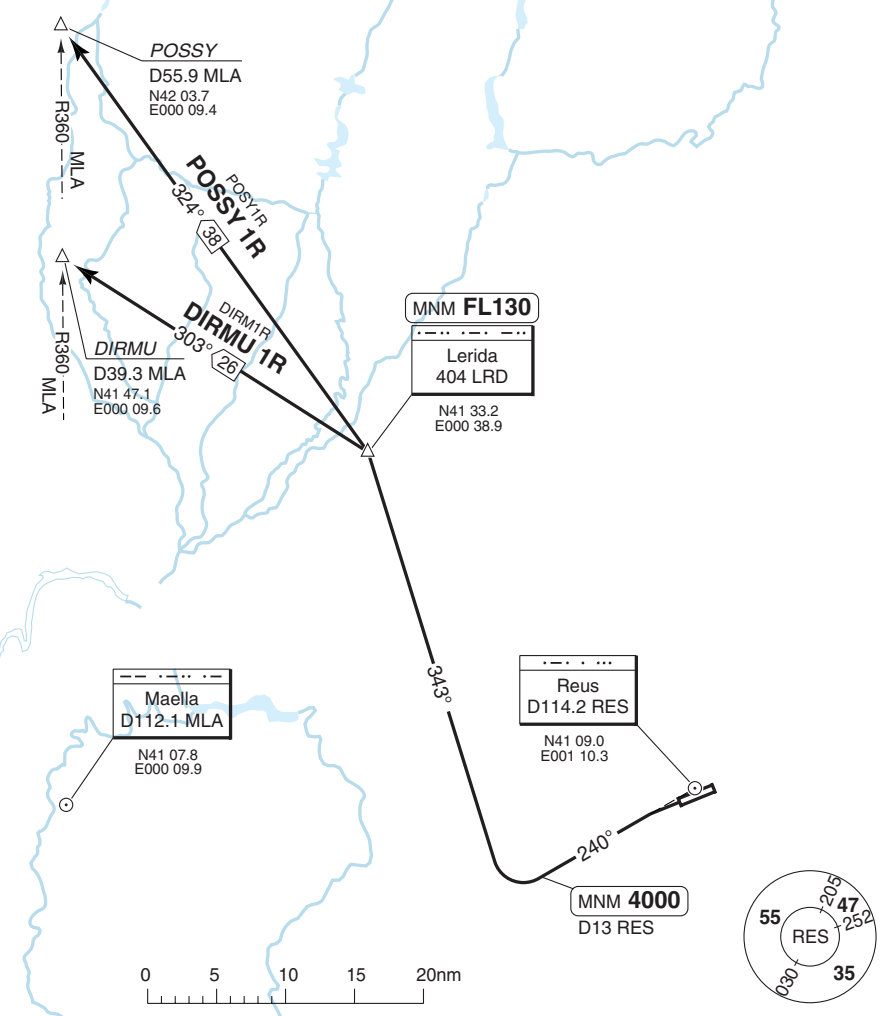 POSSY
D55.9 MLA
N42 03.7
E000 09.4
R360
MLA
POSY1R
POSSY 1R
324°
38
DIRM1R
DIRMU 1R
303°
26
R360
MLA
DIRMU
D39.3 MLA
N41 47.1
E000 09.6
MNM FL130
Lerida
404 LRD
N41 33.2
E000 38.9
343°
Maella
D112.1 MLA
N41 07.8
E000 09.9
Reus
D114.2 RES
N41 09.0
E001 10.3
240°
MNM 4000
D13 RES
205
47
252
55
RES
35
030
0 5 10 15 20nm